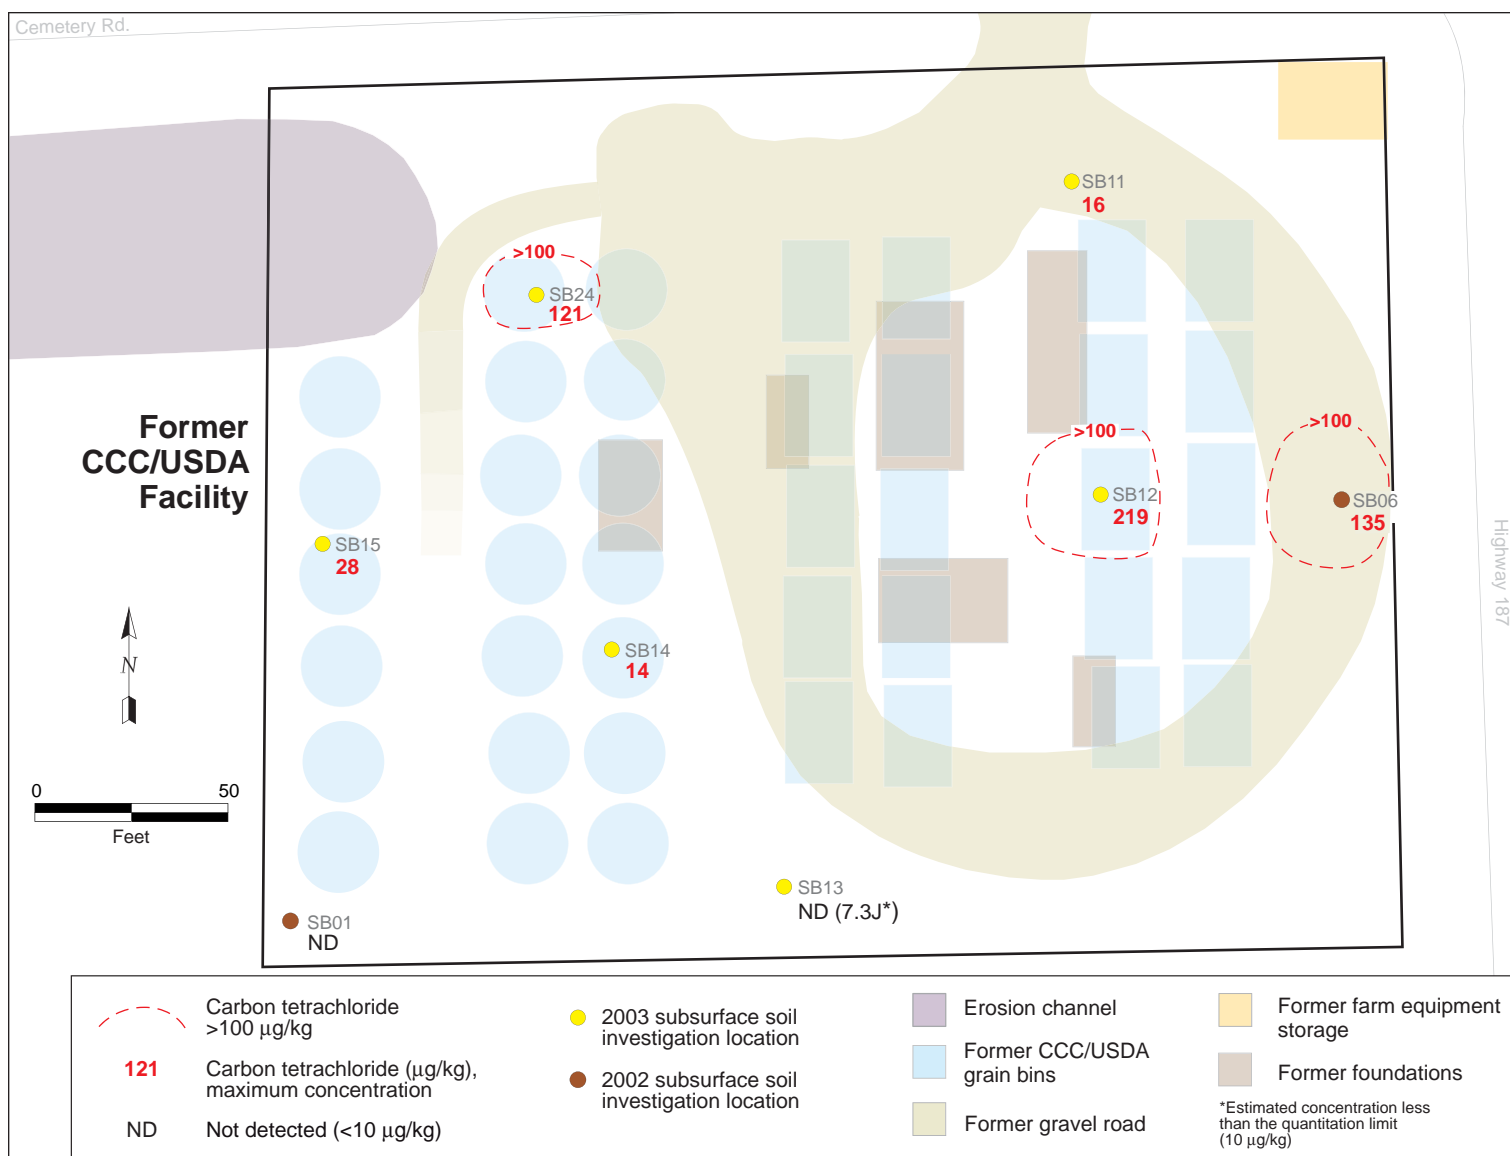 Cemetery Rd.
SB11
16
>100
SB24
121
Former
CCC/USDA
Facility
>100
>100
SB12
219
SB06
135
SB15
28
Highway 187
N
SB14
14
0
50
Feet
SB13
ND (7.3J*)
SB01
ND
Carbon tetrachloride
>100 µg/kg
121
Carbon tetrachloride (µg/kg),
maximum concentration
ND
Not detected (<10 µg/kg)
2003 subsurface soil
investigation location
2002 subsurface soil
investigation location
Erosion channel
Former CCC/USDA
grain bins
Former gravel road
Former farm equipment
storage
Former foundations
*Estimated concentration less
than the quantitation limit
(10 µg/kg)